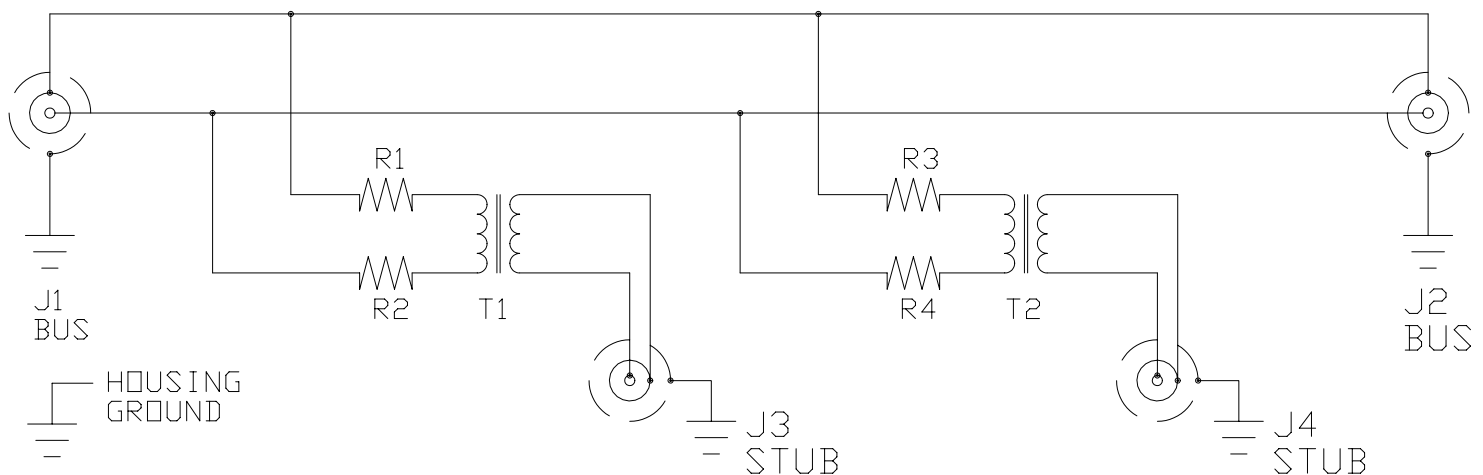 R1
R3
R2
T1
R4
T2
J1
BUS
J2
BUS
HOUSING
GROUND
J3
STUB
J4
STUB